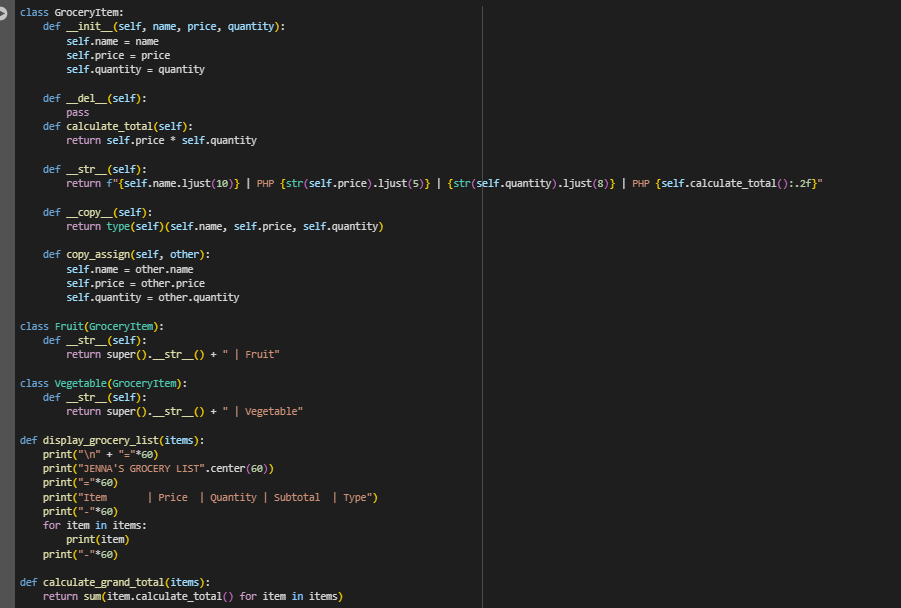 class GroceryItem:
    def __init__(self, name, price, quantity):
        self.name = name
        self.price = price
        self.quantity = quantity

    def __del__(self):
        pass
    def calculate_total(self):
        return self.price * self.quantity

    def __str__(self):
        return f"{self.name.ljust(10)} | PHP {str(self.price).ljust(5)} | {str(self.quantity).ljust(8)} | PHP {self.calculate_total():.2f}"

    def __copy__(self):
        return type(self)(self.name, self.price, self.quantity)

    def copy_assign(self, other):
        self.name = other.name
        self.price = other.price
        self.quantity = other.quantity

class Fruit(GroceryItem):
    def __str__(self):
        return super().__str__() + " | Fruit"

class Vegetable(GroceryItem):
    def __str__(self):
        return super().__str__() + " | Vegetable"

def display_grocery_list(items):
    print("\n" + "="*60)
    print("JENNA'S GROCERY LIST".center(60))
    print("="*60)
    print("Item       | Price  | Quantity | Subtotal  | Type")
    print("-"*60)
    for item in items:
        print(item)
    print("-"*60)

def calculate_grand_total(items):
    return sum(item.calculate_total() for item in items)